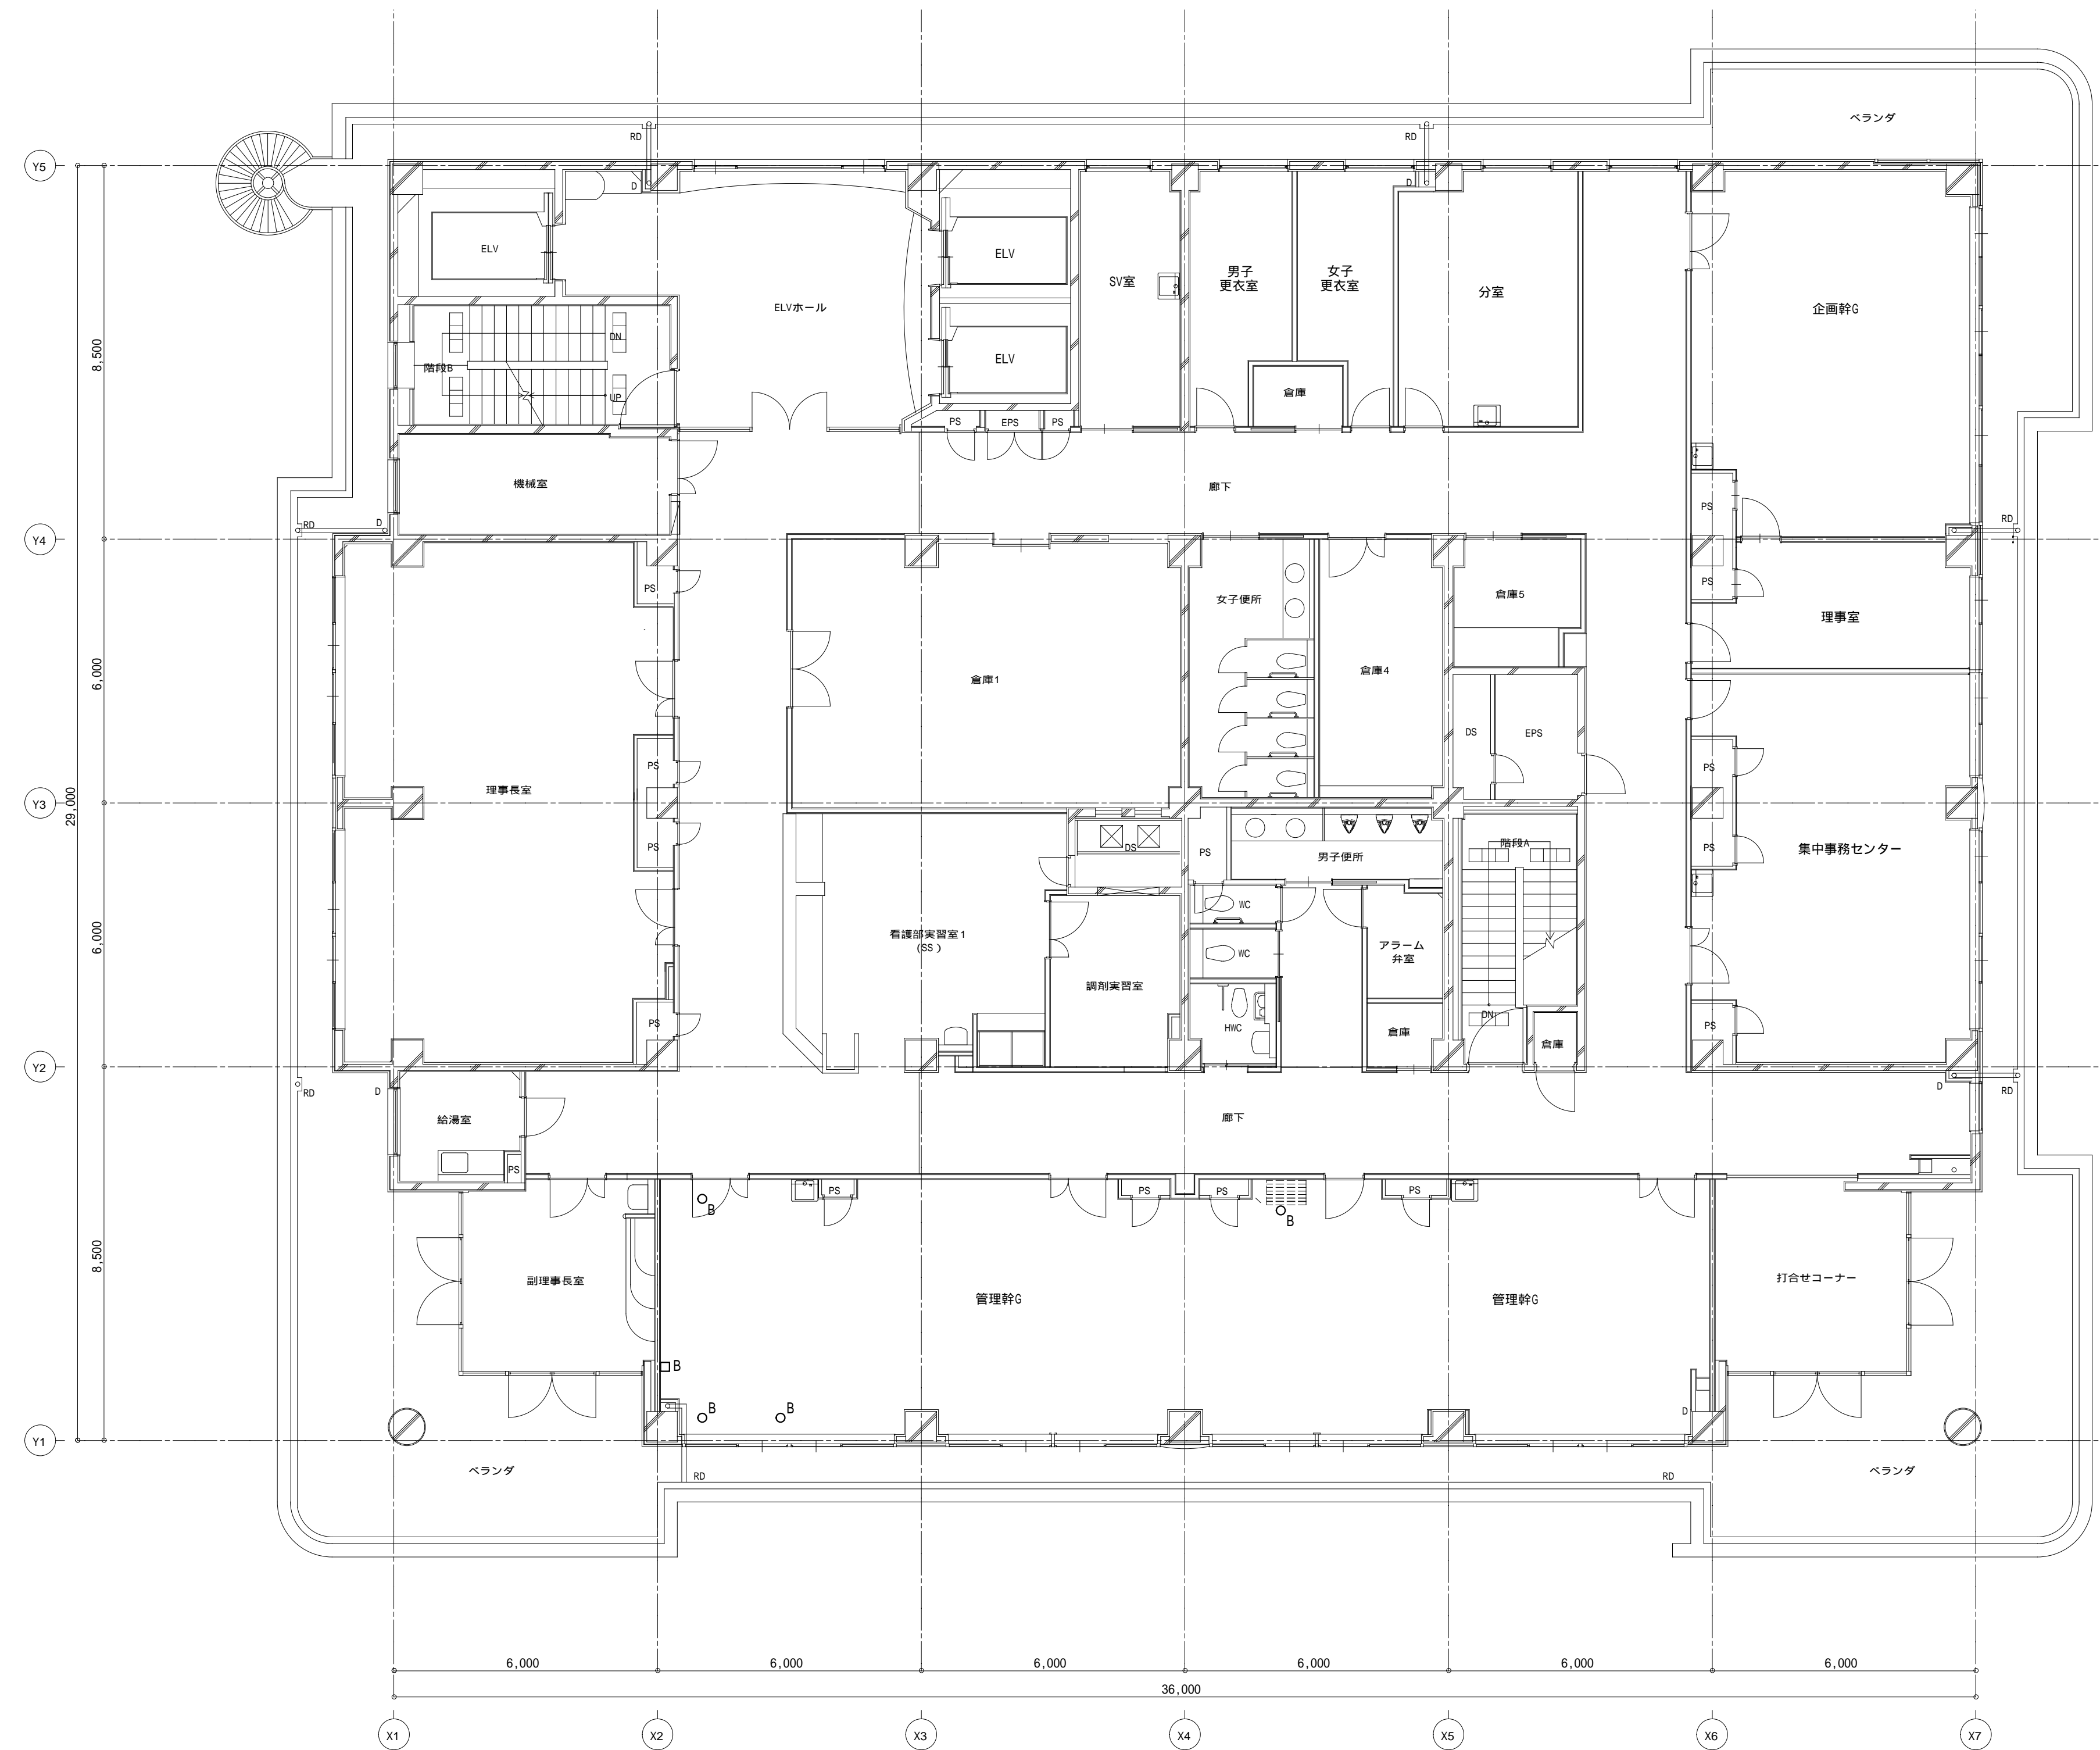 ベランダ
RD
RD
Y5
D
D
ELV
ELV
SV室
男子
更衣室
女子
更衣室
分室
企画幹G
ELVホール
DN
階段B
UP
ELV
倉庫
PS
EPS
PS
8,500
機械室
廊下
PS
RD
D
RD
Y4
PS
女子便所
倉庫5
PS
理事室
6,000
倉庫1
倉庫4
DS
EPS
PS
PS
理事長室
Y3
29,000
PS
DS
PS
男子便所
階段A
PS
集中事務センター
WC
看護部実習室1
(SS)
アラーム
弁室
6,000
WC
調剤実習室
PS
HWC
倉庫
DN
倉庫
PS
Y2
RD
D
D
RD
給湯室
廊下
PS
PS
PS
PS
PS
B
B
8,500
副理事長室
管理幹G
管理幹G
打合せコーナー
B
B
B
D
Y1
ベランダ
RD
RD
ベランダ
6,000
6,000
6,000
6,000
6,000
6,000
36,000
X1
X2
X3
X4
X5
X6
X7